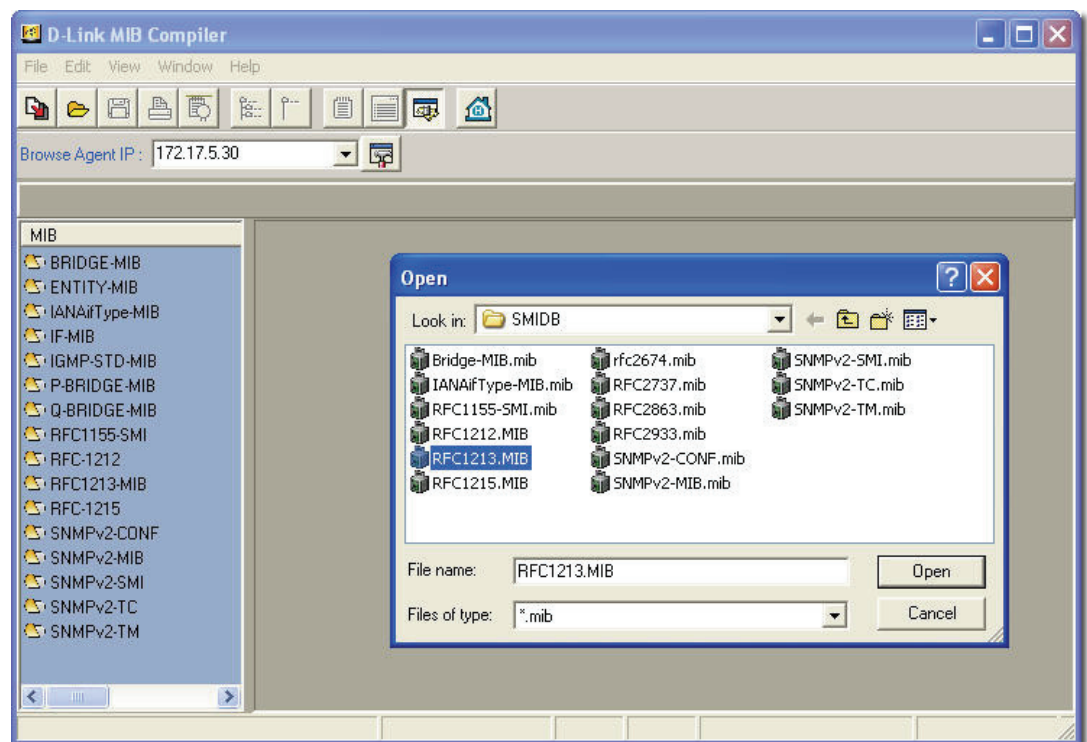 D-Link MIB Compiler
File Edit View Window Help
Browse Agent IP : 172.17.5.30
MIB
BRIDGE-MIB
ENTITY-MIB
IANAifType-MIB
IF-MIB
IGMP-STD-MIB
P-BRIDGE-MIB
Q-BRIDGE-MIB
RFC1155-SMI
RFC-1212
RFC1213-MIB
RFC-1215
SNMPv2-CONF
SNMPv2-MIB
SNMPv2-SMI
SNMPv2-TC
SNMPv2-TM
Open
Look in: SMIDB
Bridge-MIB.mib
IANAifType-MIB.mib
RFC1155-SMI.mib
RFC1212.MIB
RFC1213.MIB
RFC1215.MIB
rfc2674.mib
RFC2737.mib
RFC2863.mib
RFC2933.mib
SNMPv2-CONF.mib
SNMPv2-MIB.mib
SNMPv2-SMI.mib
SNMPv2-TC.mib
SNMPv2-TM.mib
File name: RFC1213.MIB Open
Files of type: *.mib Cancel